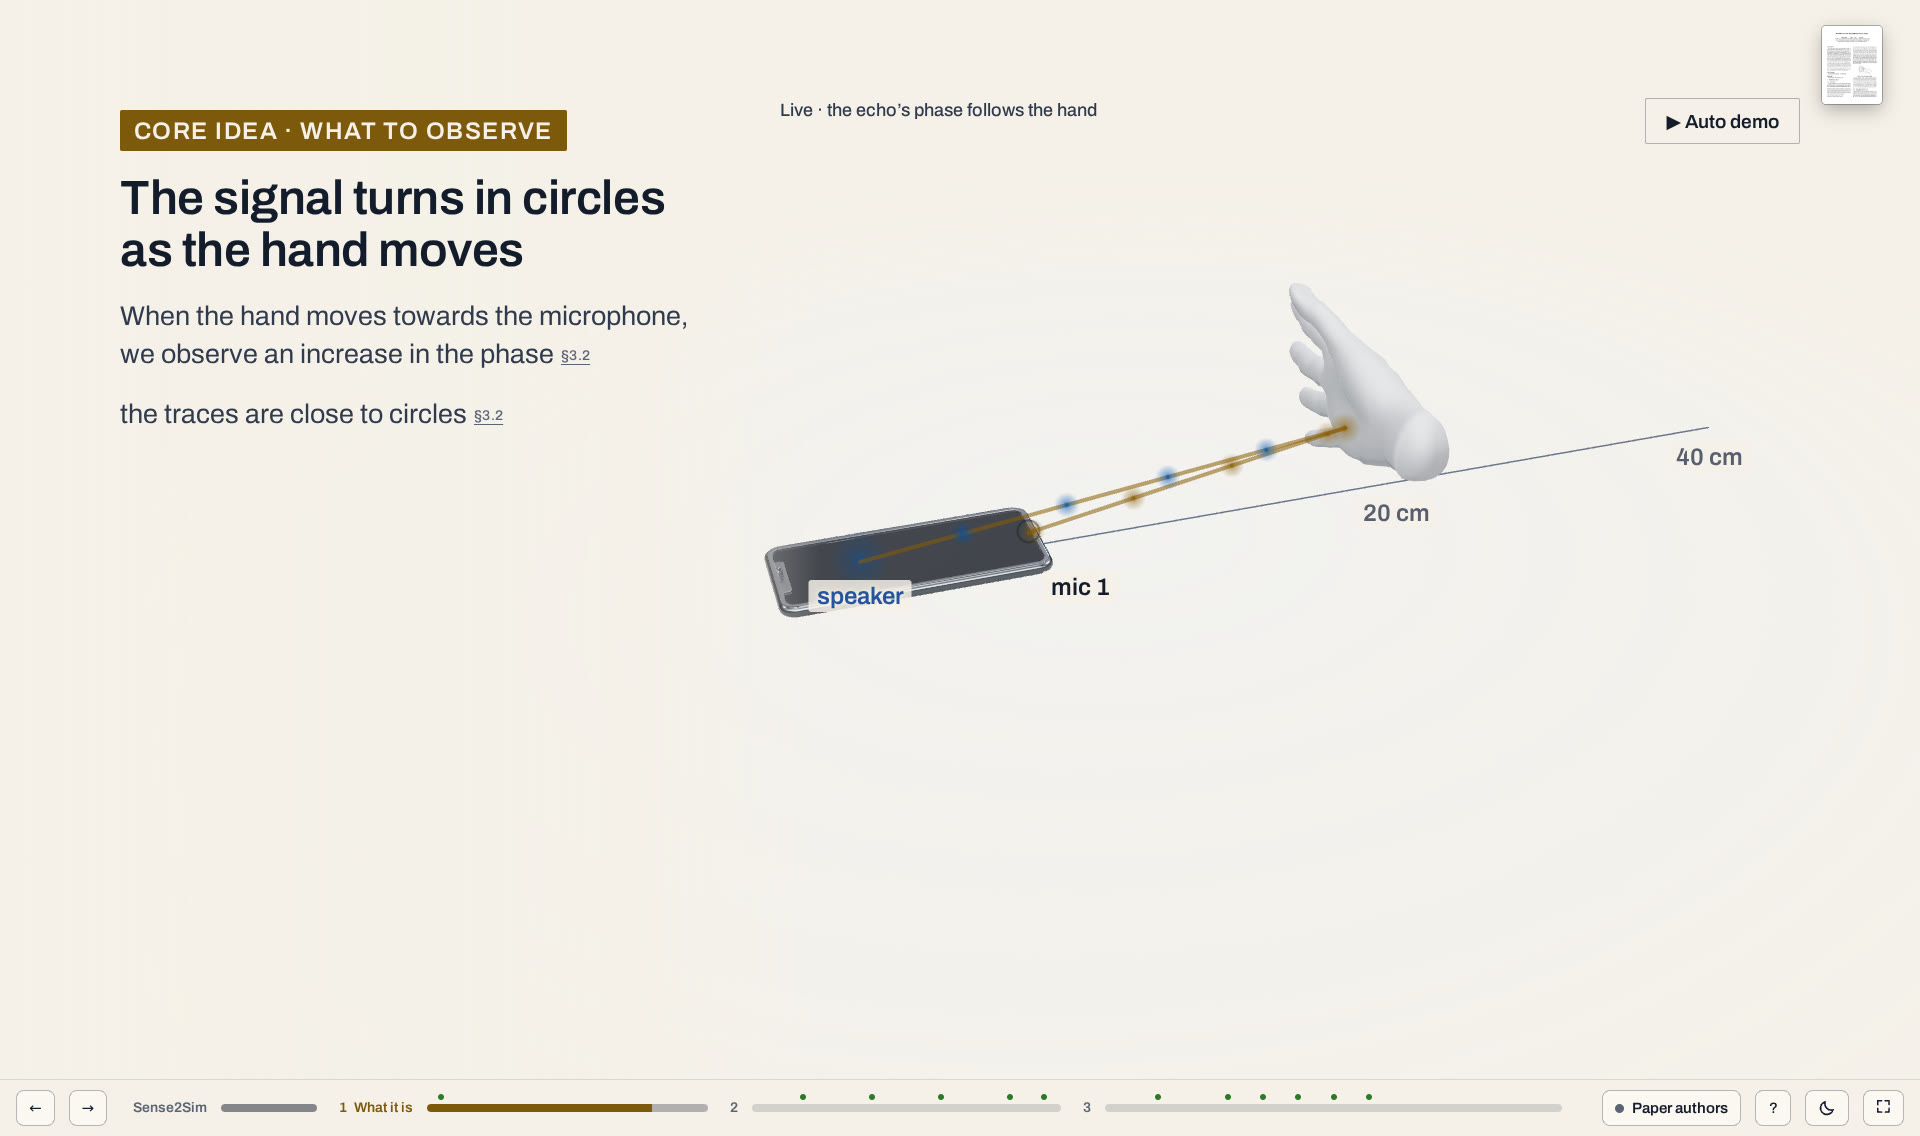 CORE IDEA · WHAT TO OBSERVE
Live · the echo’s phase follows the hand
▶ Auto demo
The signal turns in circles
as the hand moves
When the hand moves towards the microphone,
we observe an increase in the phase §3.2
the traces are close to circles §3.2
40 cm
20 cm
mic 1
speaker
← → Sense2Sim 1 What it is 2 3 Paper authors ?